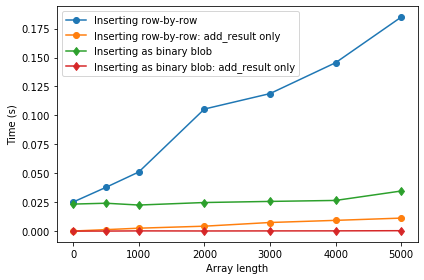 Inserting row-by-row
Inserting row-by-row: add_result only
Inserting as binary blob
Inserting as binary blob: add_result only
0.175
0.150
0.125
0.100
0.075
0.050
0.025
0.000
Time (s)
0 1000 2000 3000 4000 5000
Array length